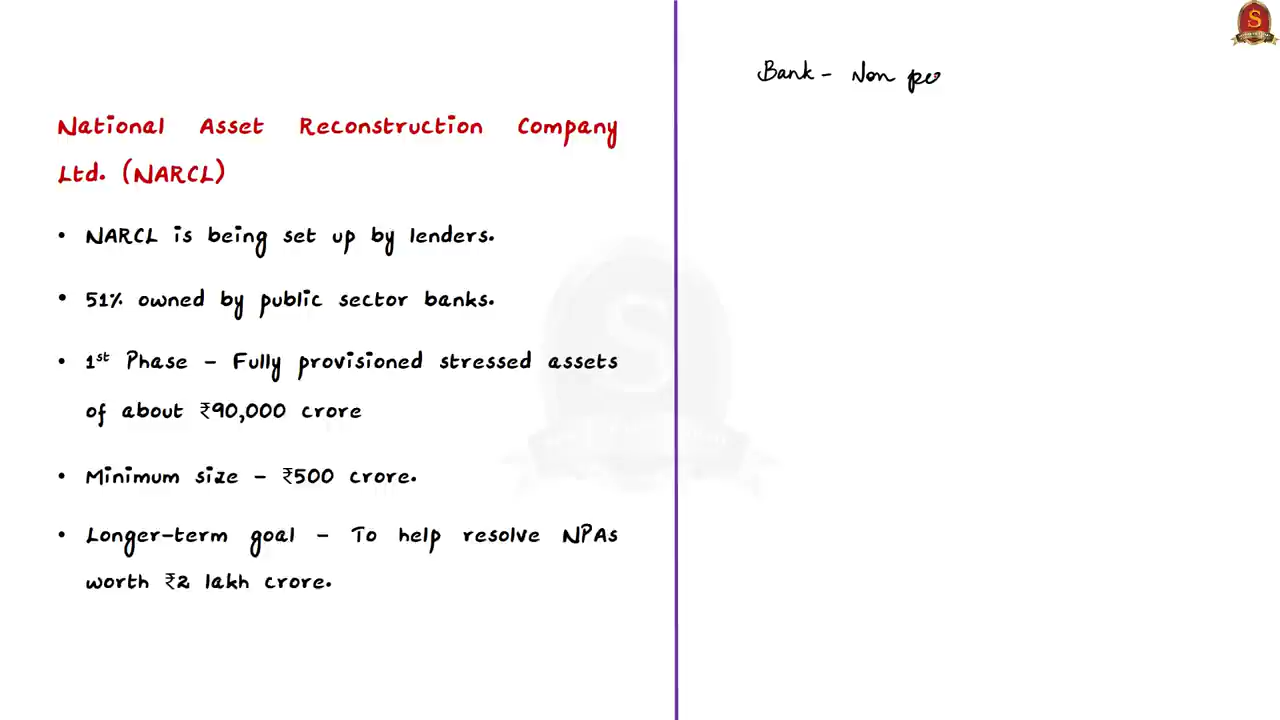 National Asset Reconstruction Company
Ltd. (NARCL)
• NARCL is being set up by lenders.
• 51% owned by public sector banks.
• 1st Phase – Fully provisioned stressed assets
of about ₹90,000 crore
• Minimum size – ₹500 crore.
• Longer-term goal – To help resolve NPAs
worth ₹2 lakh crore.
Bank - Non pe
S